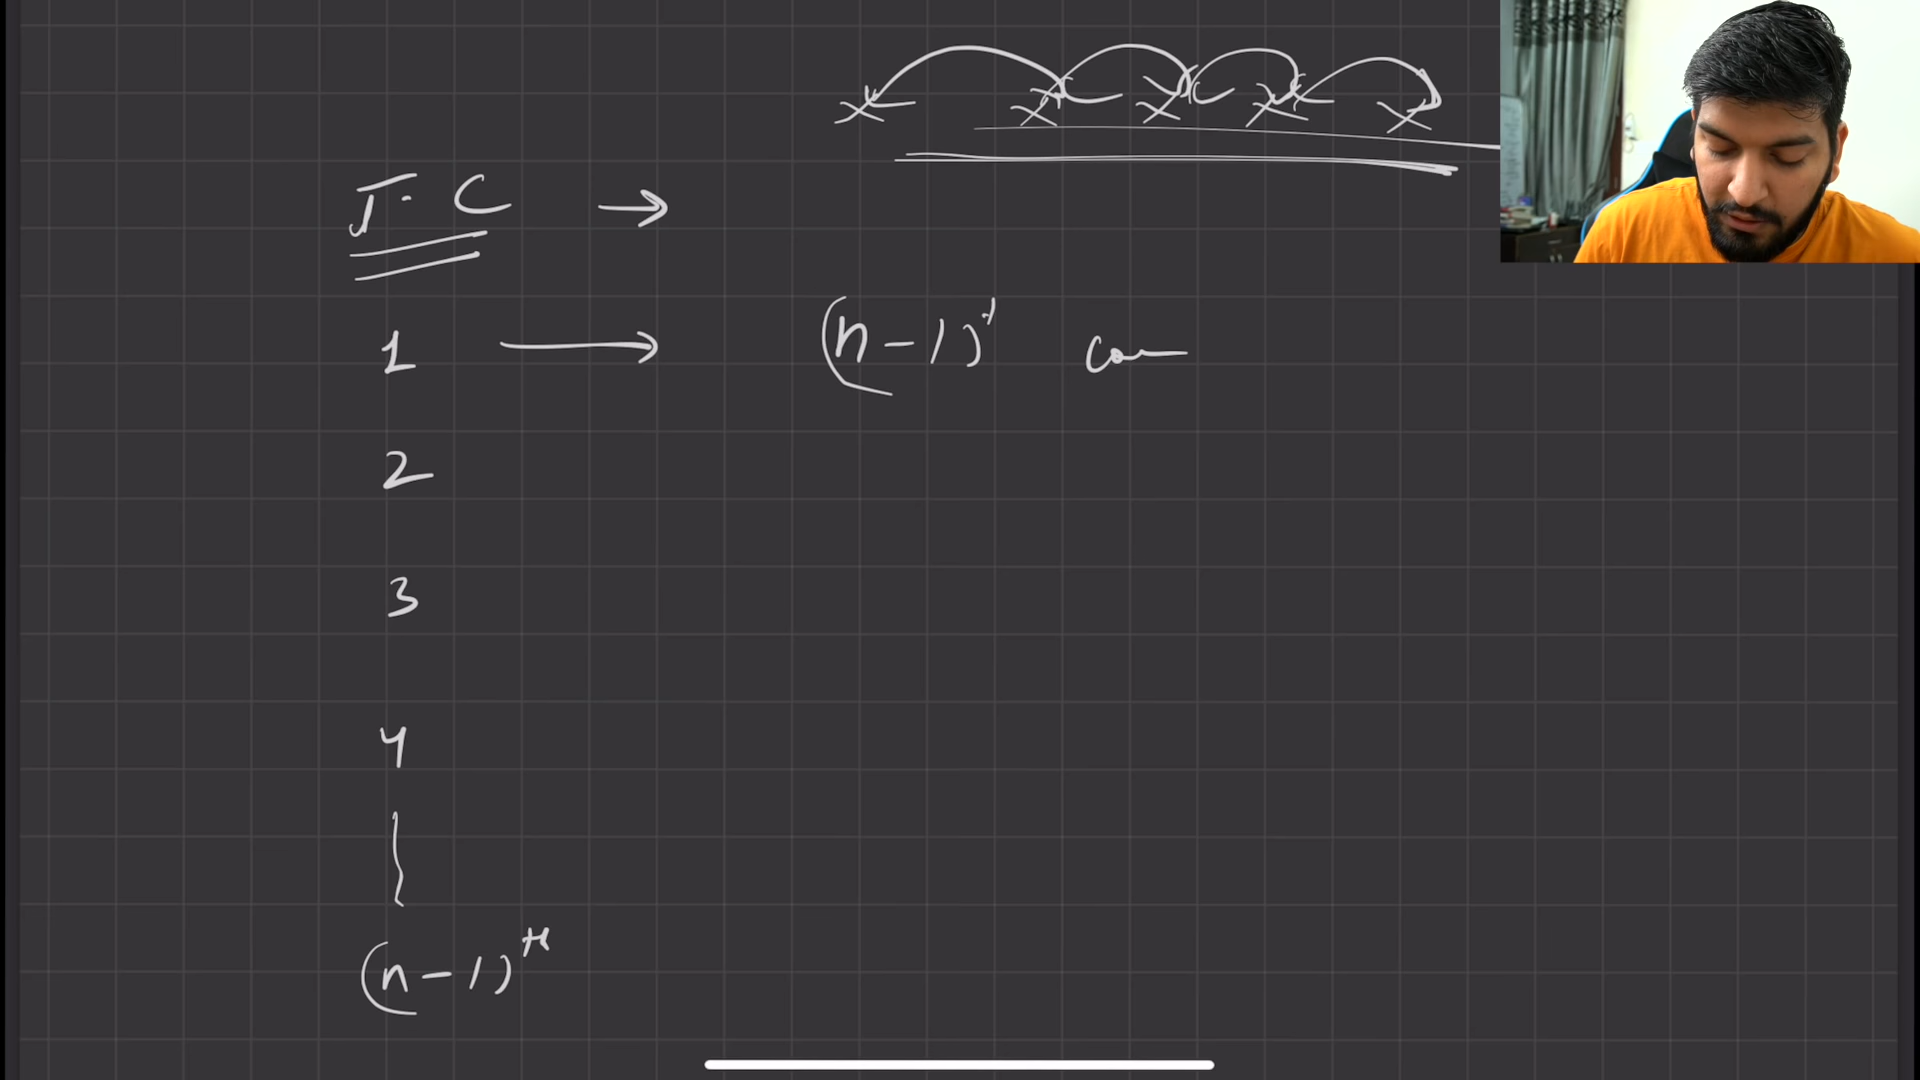 T.C →
1 → (n-1)
2
3
4
(n-1)th